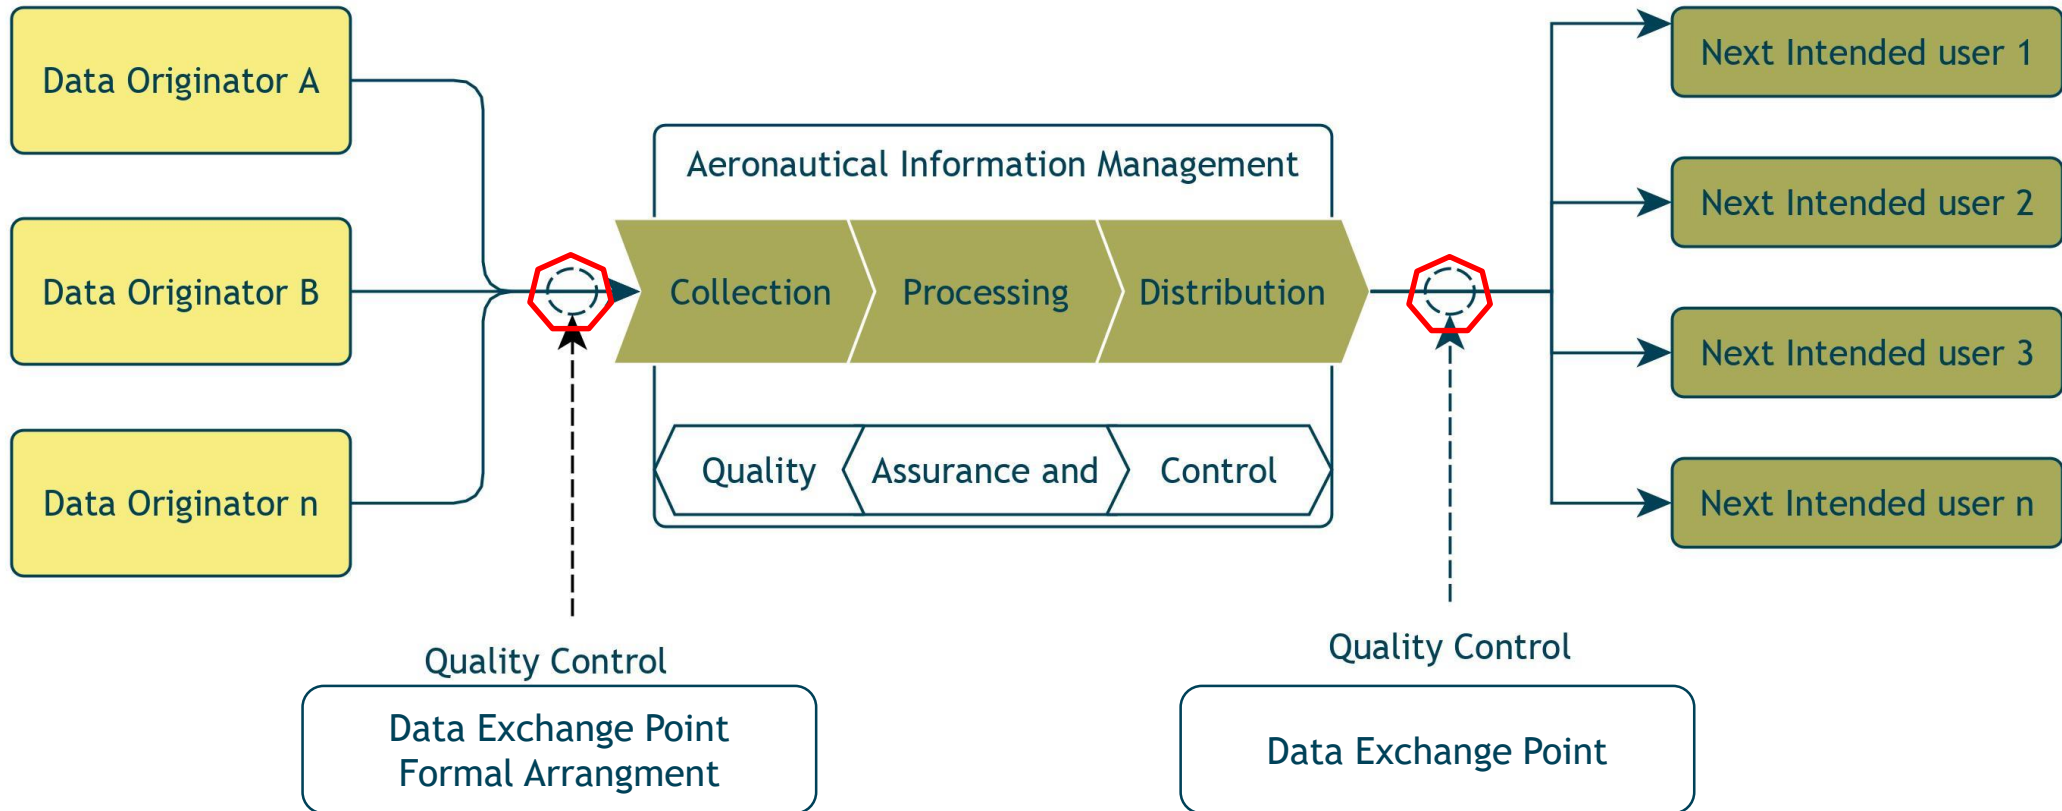 Data Originator A
Data Originator B
Data Originator n
Aeronautical Information Management
Collection
Processing
Distribution
Quality
Assurance and
Control
Next Intended user 1
Next Intended user 2
Next Intended user 3
Next Intended user n
Quality Control
Data Exchange Point
Formal Arrangment
Quality Control
Data Exchange Point